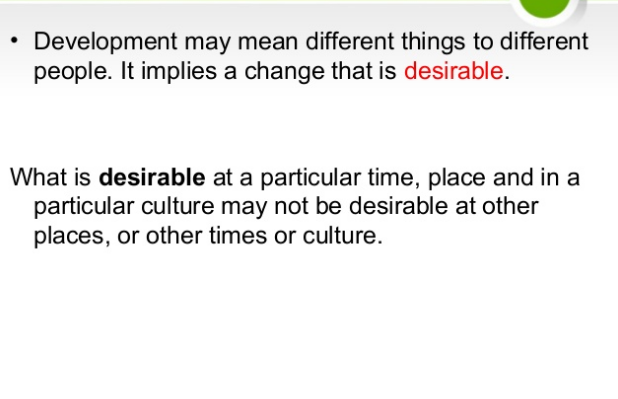 • Development may mean different things to different
people. It implies a change that is desirable.
What is desirable at a particular time, place and in a
particular culture may not be desirable at other
places, or other times or culture.